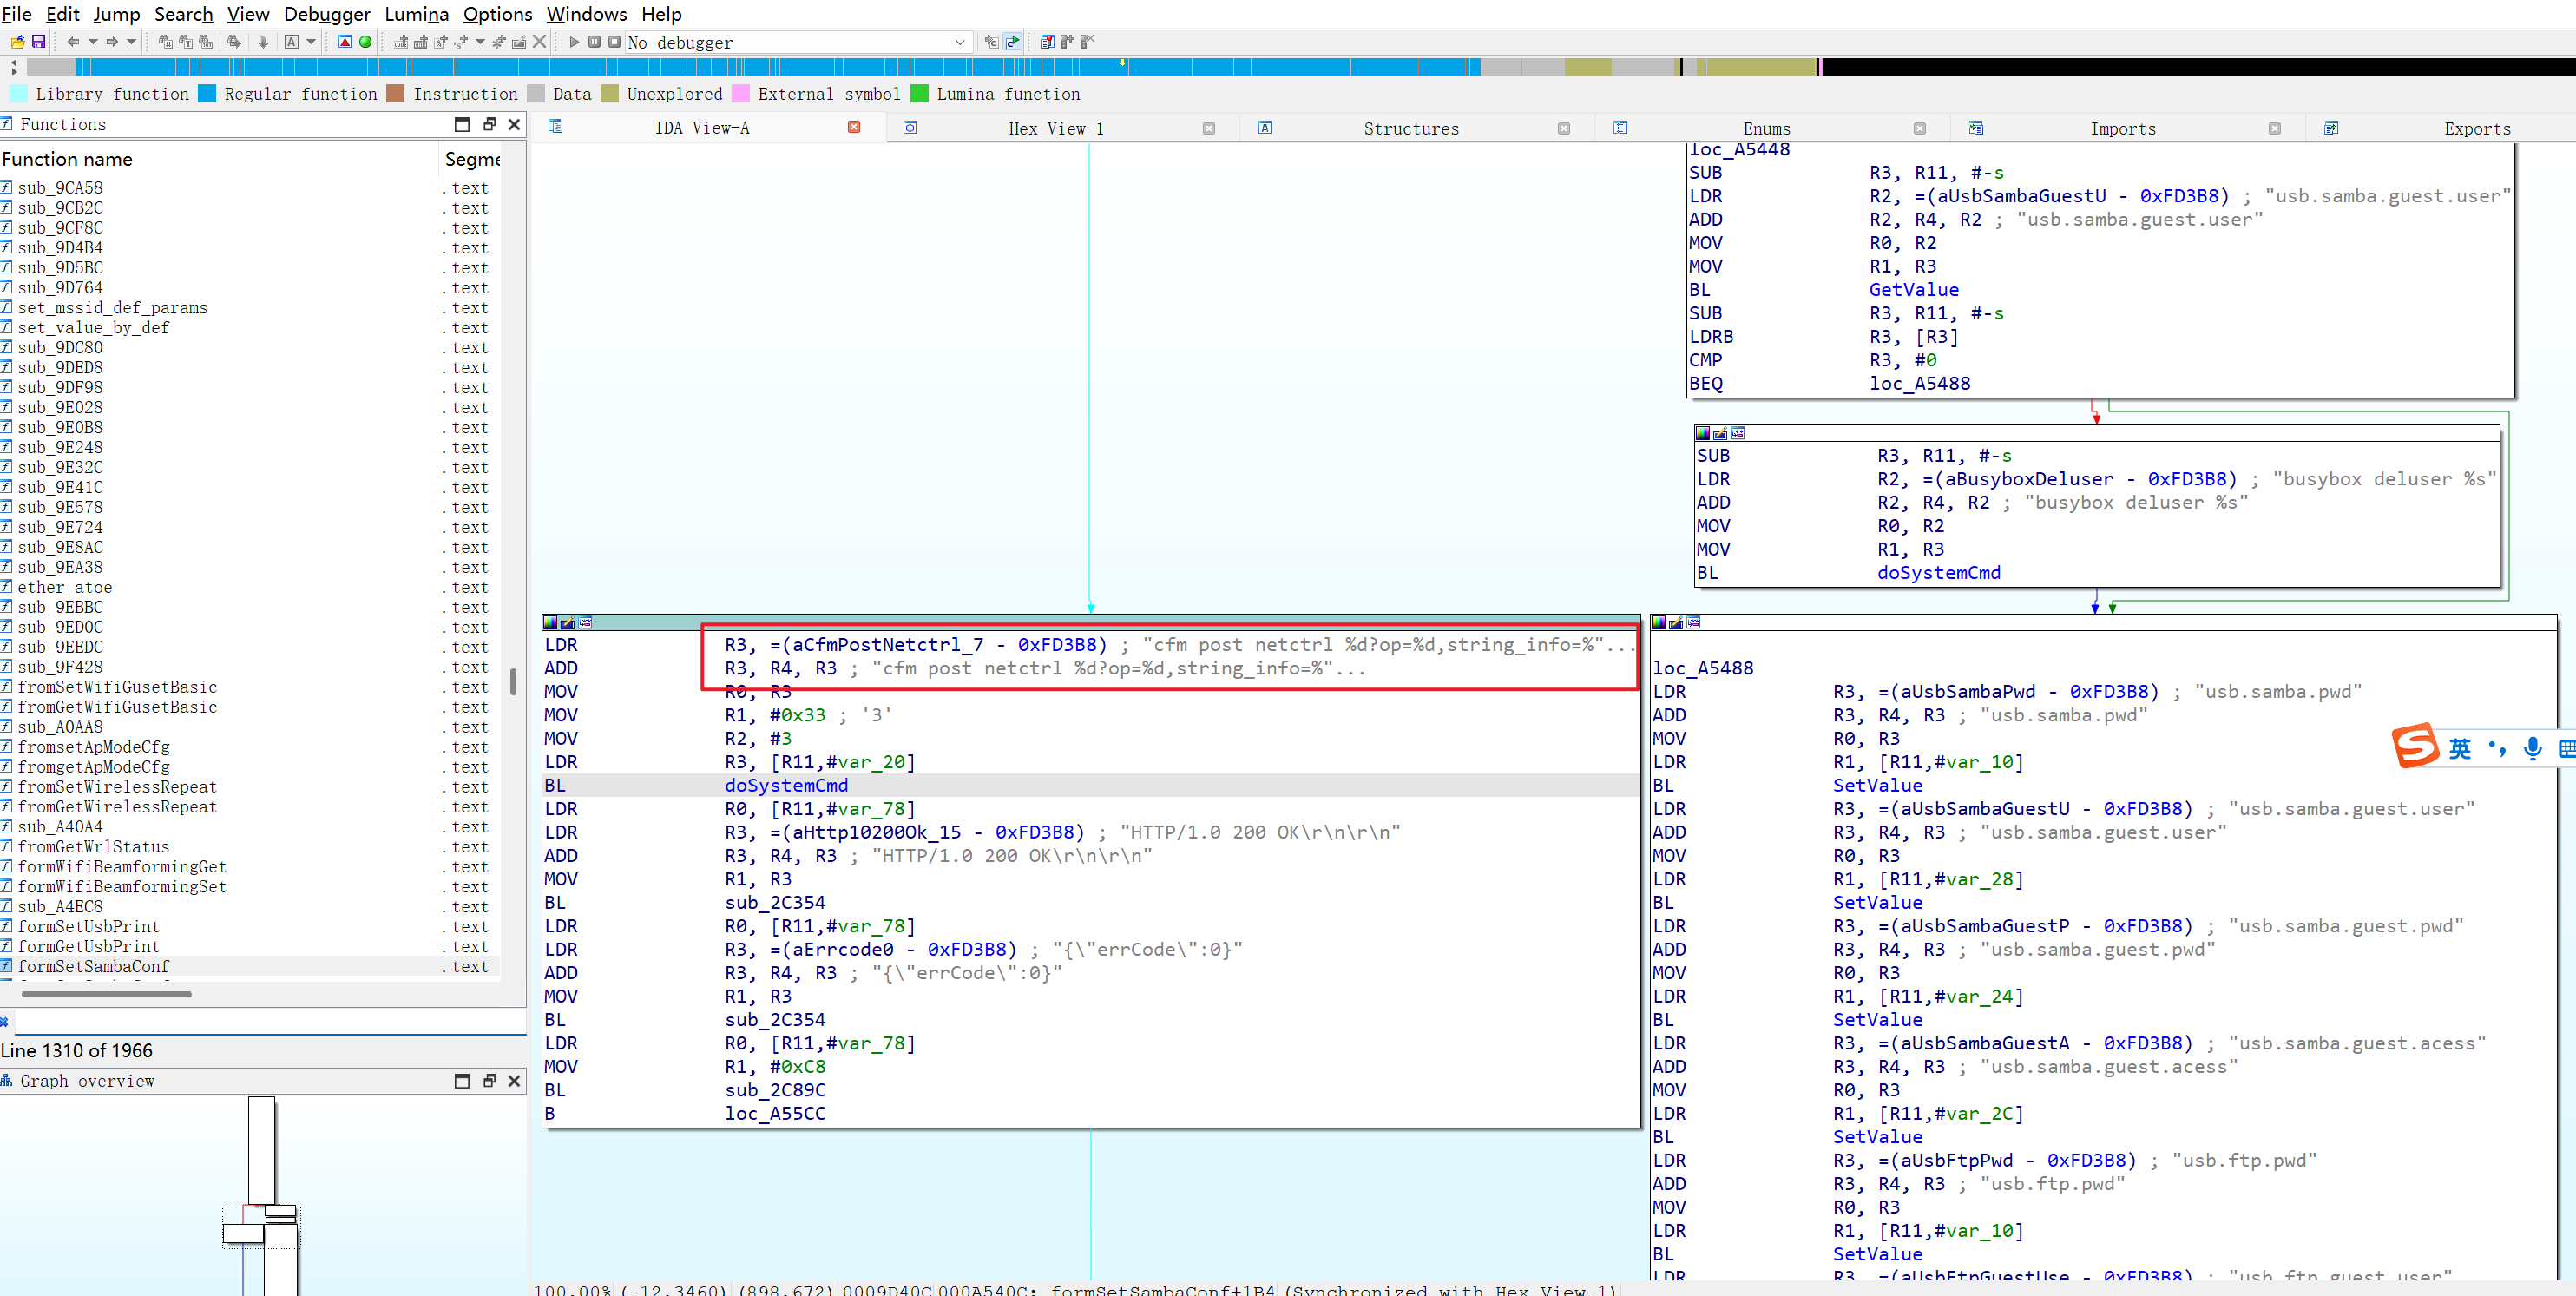 File Edit Jump Search View Debugger Lumina Options Windows Help
No debugger
Library function Regular function Instruction Data Unexplored External symbol Lumina function
Functions
IDA View-A
Hex View-1
Structures
Enums
Imports
Exports
Function name Segme
sub_9CA58 .text
sub_9CB2C .text
sub_9CF8C .text
sub_9D4B4 .text
sub_9D5BC .text
sub_9D764 .text
set_mssid_def_params .text
set_value_by_def .text
sub_9DC80 .text
sub_9DED8 .text
sub_9DF98 .text
sub_9E028 .text
sub_9E0B8 .text
sub_9E248 .text
sub_9E32C .text
sub_9E41C .text
sub_9E578 .text
sub_9E724 .text
sub_9E8AC .text
sub_9EA38 .text
ether_atoe .text
sub_9EBBC .text
sub_9ED0C .text
sub_9EEDC .text
sub_9F428 .text
fromSetWifiGusetBasic .text
fromGetWifiGusetBasic .text
sub_A0AA8 .text
fromsetApModeCfg .text
fromgetApModeCfg .text
fromSetWirelessRepeat .text
fromGetWirelessRepeat .text
sub_A40A4 .text
fromGetWrlStatus .text
formWifiBeamformingGet .text
formWifiBeamformingSet .text
sub_A4EC8 .text
formSetUsbPrint .text
formGetUsbPrint .text
formSetSambaConf .text
Line 1310 of 1966
Graph overview
loc_A5448
SUB R3, R11, #-s
LDR R2, =(aUsbSambaGuestU - 0xFD3B8) ; "usb.samba.guest.user"
ADD R2, R4, R2 ; "usb.samba.guest.user"
MOV R0, R2
MOV R1, R3
BL GetValue
SUB R3, R11, #-s
LDRB R3, [R3]
CMP R3, #0
BEQ loc_A5488
SUB R3, R11, #-s
LDR R2, =(aBusyboxDeluser - 0xFD3B8) ; "busybox deluser %s"
ADD R2, R4, R2 ; "busybox deluser %s"
MOV R0, R2
MOV R1, R3
BL doSystemCmd
LDR R3, =(aCfmPostNetctrl_7 - 0xFD3B8) ; "cfm post netctrl %d?op=%d,string_info=%"...
ADD R3, R4, R3 ; "cfm post netctrl %d?op=%d,string_info=%"...
MOV R0, R3
MOV R1, #0x33 ; '3'
MOV R2, #3
LDR R3, [R11,#var_20]
BL doSystemCmd
LDR R0, [R11,#var_78]
LDR R3, =(aHttp10200Ok_15 - 0xFD3B8) ; "HTTP/1.0 200 OK\r\n\r\n"
ADD R3, R4, R3 ; "HTTP/1.0 200 OK\r\n\r\n"
MOV R1, R3
BL sub_2C354
LDR R0, [R11,#var_78]
LDR R3, =(aErrcode0 - 0xFD3B8) ; "{\"errCode\":0}"
ADD R3, R4, R3 ; "{\"errCode\":0}"
MOV R1, R3
BL sub_2C354
LDR R0, [R11,#var_78]
MOV R1, #0xC8
BL sub_2C89C
B loc_A55CC
loc_A5488
LDR R3, =(aUsbSambaPwd - 0xFD3B8) ; "usb.samba.pwd"
ADD R3, R4, R3 ; "usb.samba.pwd"
MOV R0, R3
LDR R1, [R11,#var_10]
BL SetValue
LDR R3, =(aUsbSambaGuestU - 0xFD3B8) ; "usb.samba.guest.user"
ADD R3, R4, R3 ; "usb.samba.guest.user"
MOV R0, R3
LDR R1, [R11,#var_28]
BL SetValue
LDR R3, =(aUsbSambaGuestP - 0xFD3B8) ; "usb.samba.guest.pwd"
ADD R3, R4, R3 ; "usb.samba.guest.pwd"
MOV R0, R3
LDR R1, [R11,#var_24]
BL SetValue
LDR R3, =(aUsbSambaGuestA - 0xFD3B8) ; "usb.samba.guest.acess"
ADD R3, R4, R3 ; "usb.samba.guest.acess"
MOV R0, R3
LDR R1, [R11,#var_2C]
BL SetValue
LDR R3, =(aUsbFtpPwd - 0xFD3B8) ; "usb.ftp.pwd"
ADD R3, R4, R3 ; "usb.ftp.pwd"
MOV R0, R3
LDR R1, [R11,#var_10]
BL SetValue
LDR R3, =(aUsbFtpGuestUse - 0xFD3B8) ; "usb.ftp.guest.user"
英
100.00% (-12,3460) (898,672) 0009D40C 000A540C: formSetSambaConf+1B4 (Synchronized with Hex View-1)